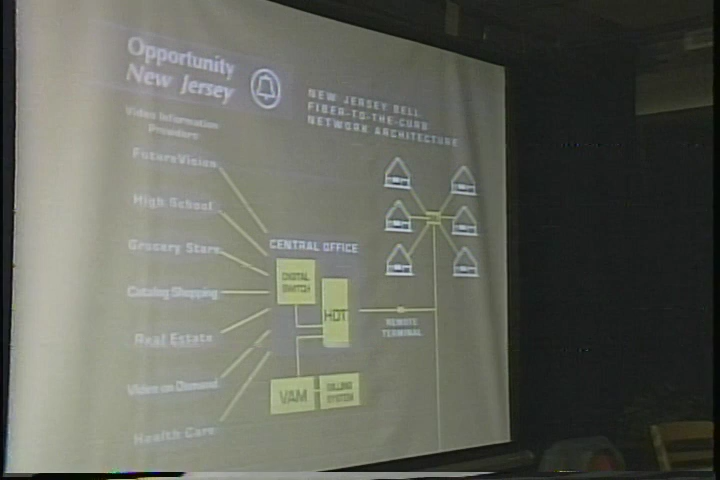 Opportunity
New Jersey
NEW JERSEY BELL
FIBER-TO-THE-CURB
NETWORK ARCHITECTURE
Video Information
Providers
FutureVision
High School
Grocery Store
Catalog Shopping
Real Estate
Video on Demand
Health Care
CENTRAL OFFICE
DIGITAL
SWITCH
HDT
VAM
BILLING
SYSTEM
REMOTE
TERMINAL